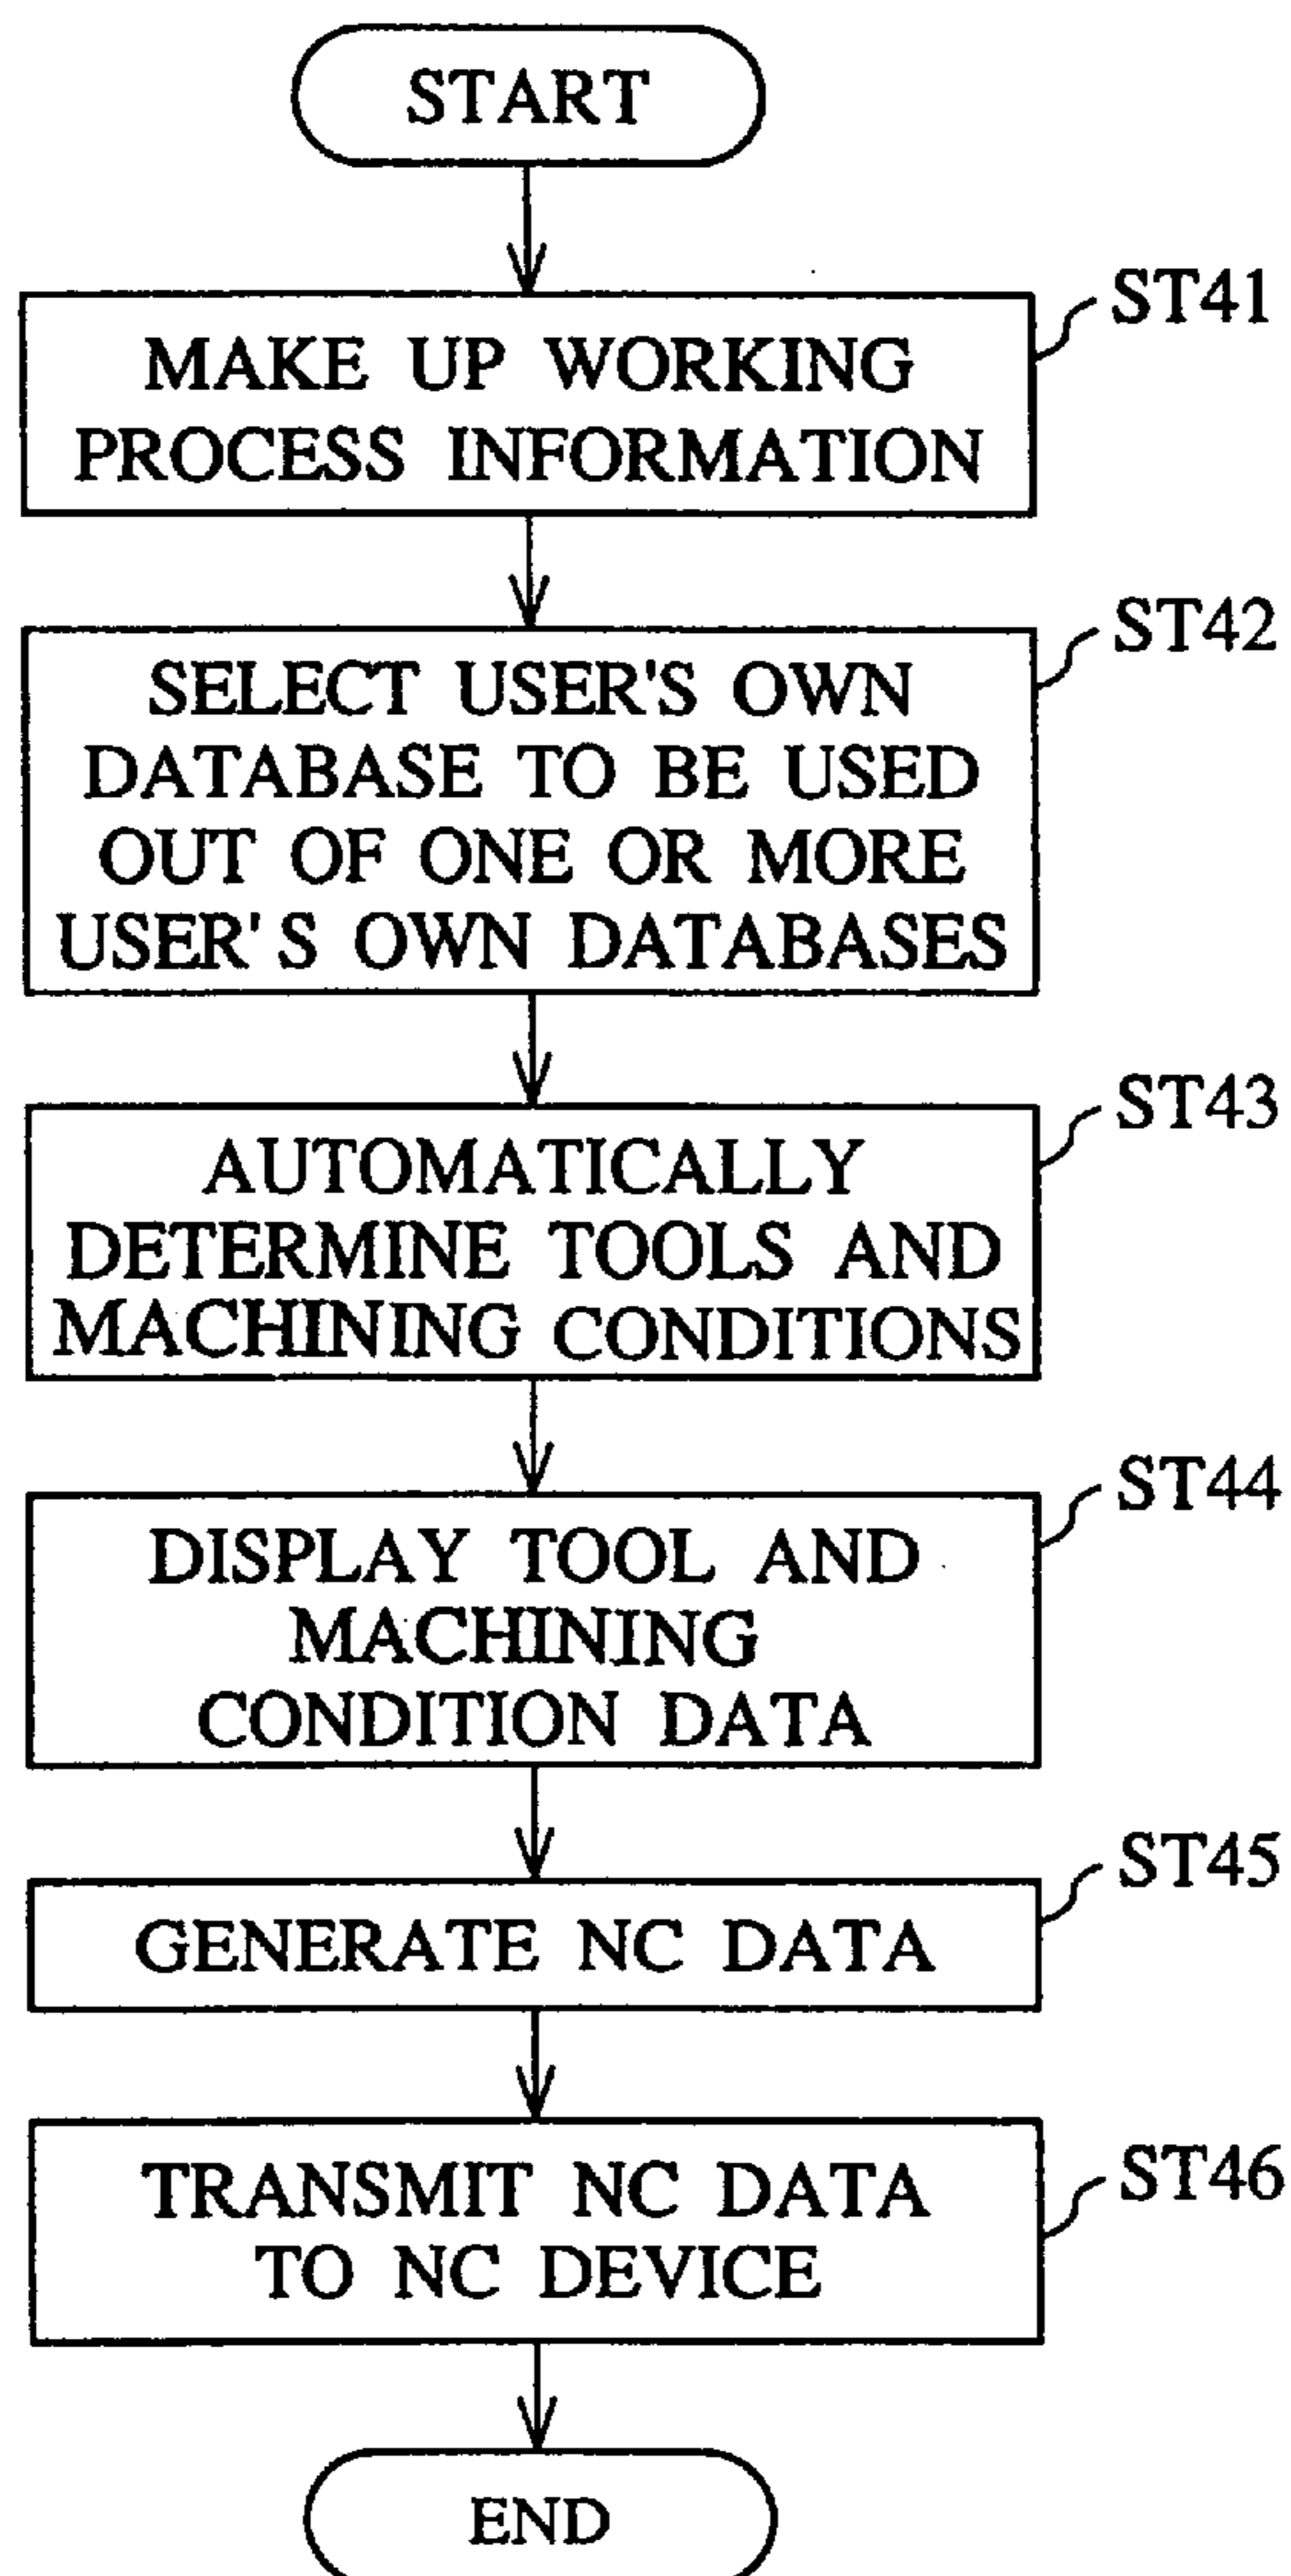 START
ST41
MAKE UP WORKING
PROCESS INFORMATION
ST42
SELECT USER'S OWN
DATABASE TO BE USED
OUT OF ONE OR MORE
USER'S OWN DATABASES
ST43
AUTOMATICALLY
DETERMINE TOOLS AND
MACHINING CONDITIONS
ST44
DISPLAY TOOL AND
MACHINING
CONDITION DATA
ST45
GENERATE NC DATA
ST46
TRANSMIT NC DATA
TO NC DEVICE
END